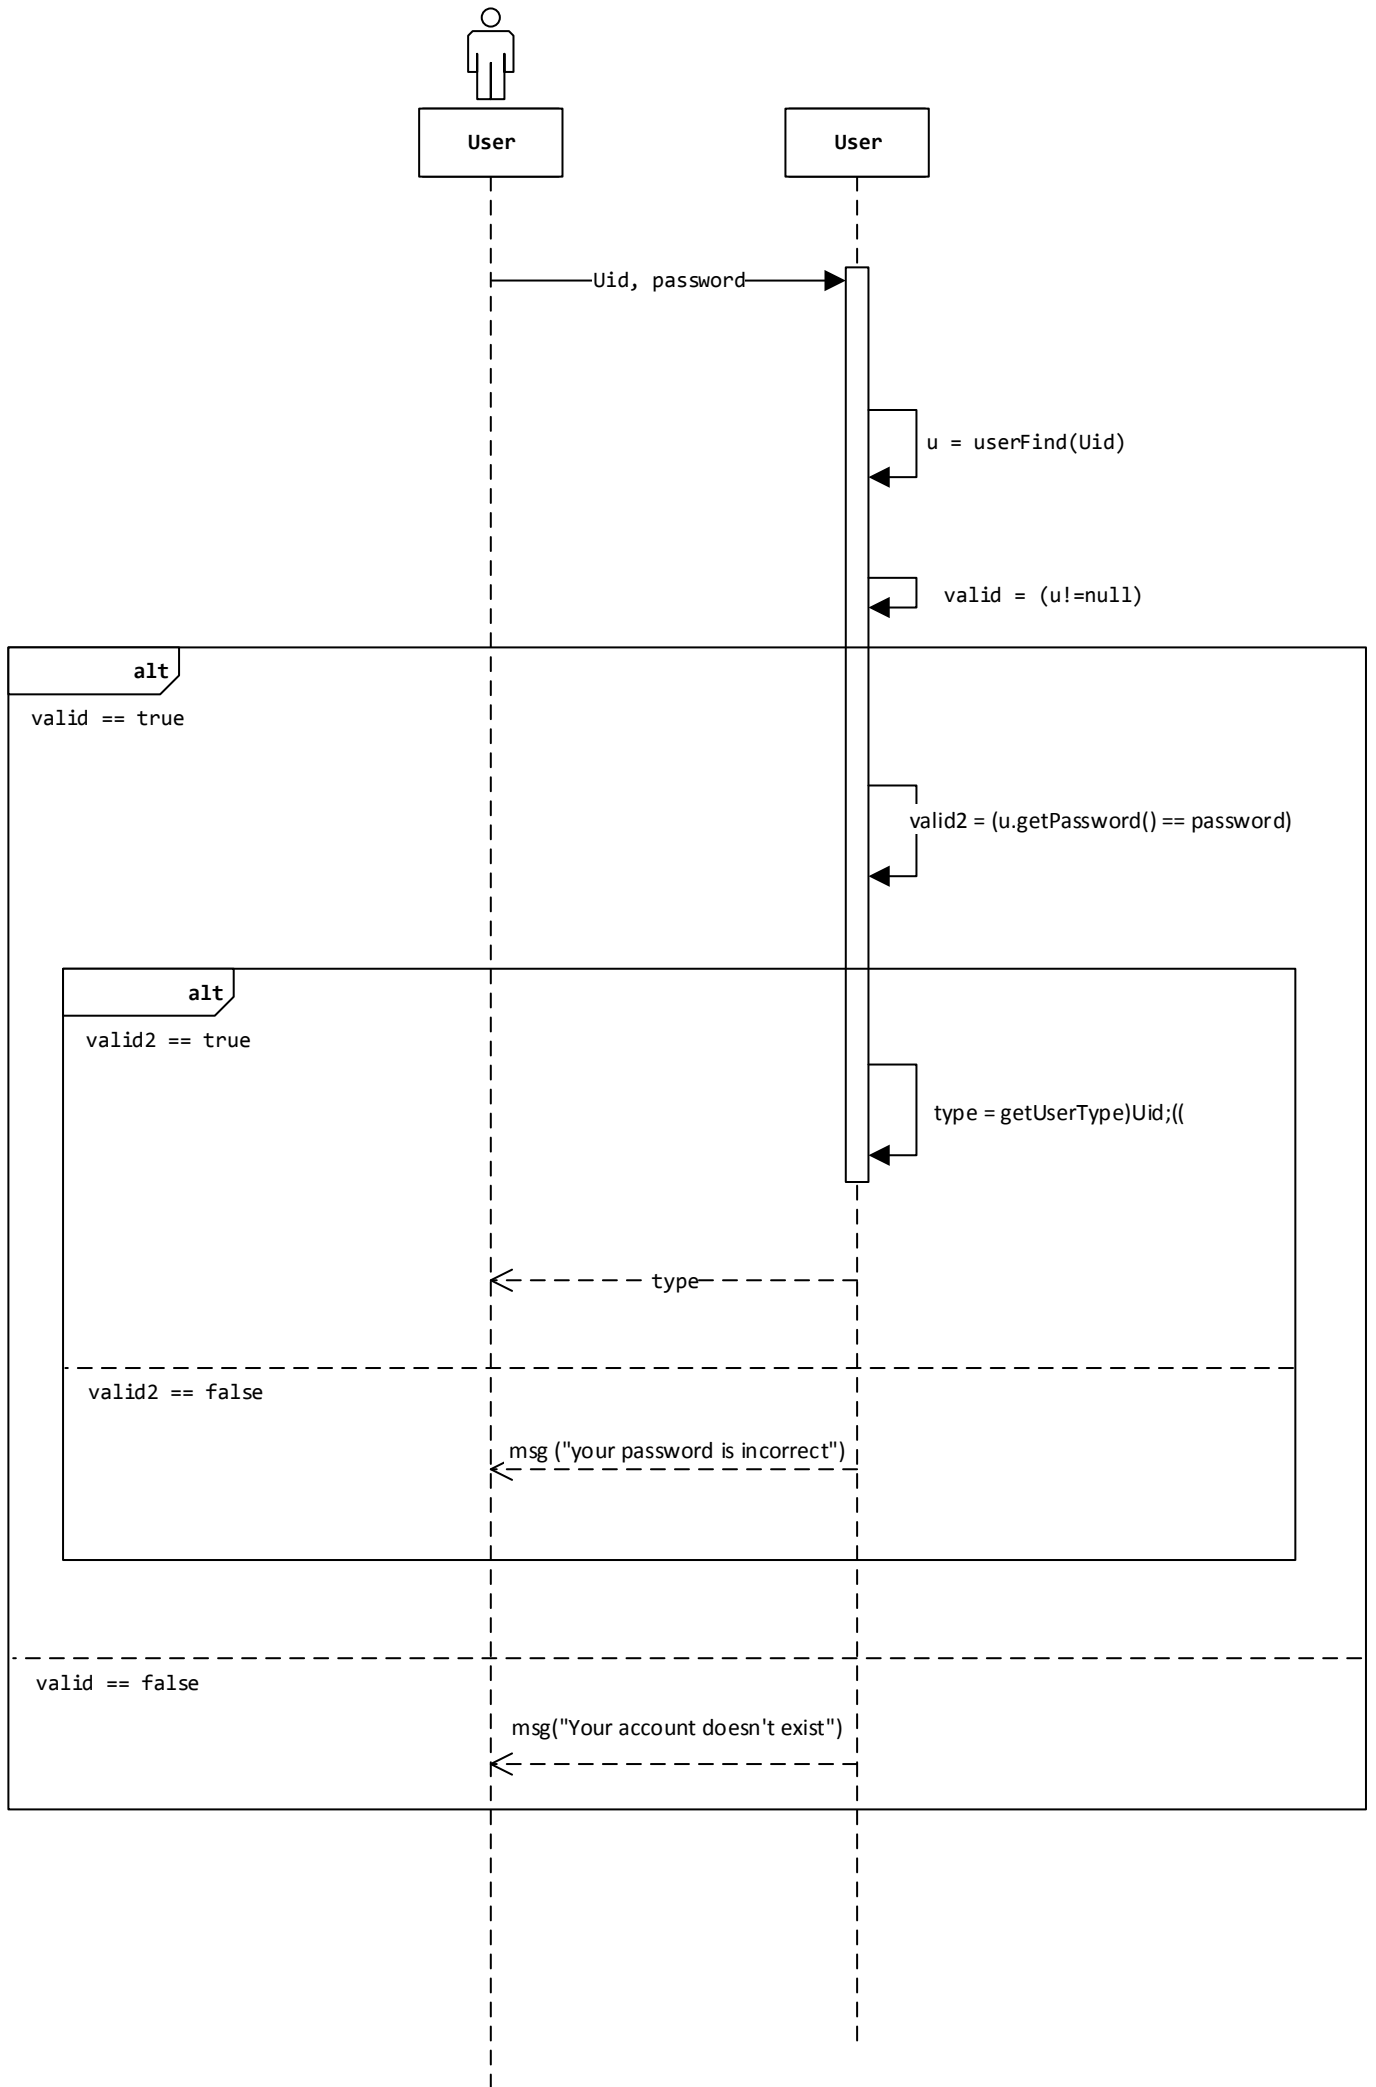 User
User
Uid, password
u = userFind(Uid)
valid = (u!=null)
alt
valid == true
valid2 = (u.getPassword() == password)
alt
valid2 == true
type = getUserType)Uid;((
type
valid2 == false
msg ("your password is incorrect")
valid == false
msg("Your account doesn't exist")